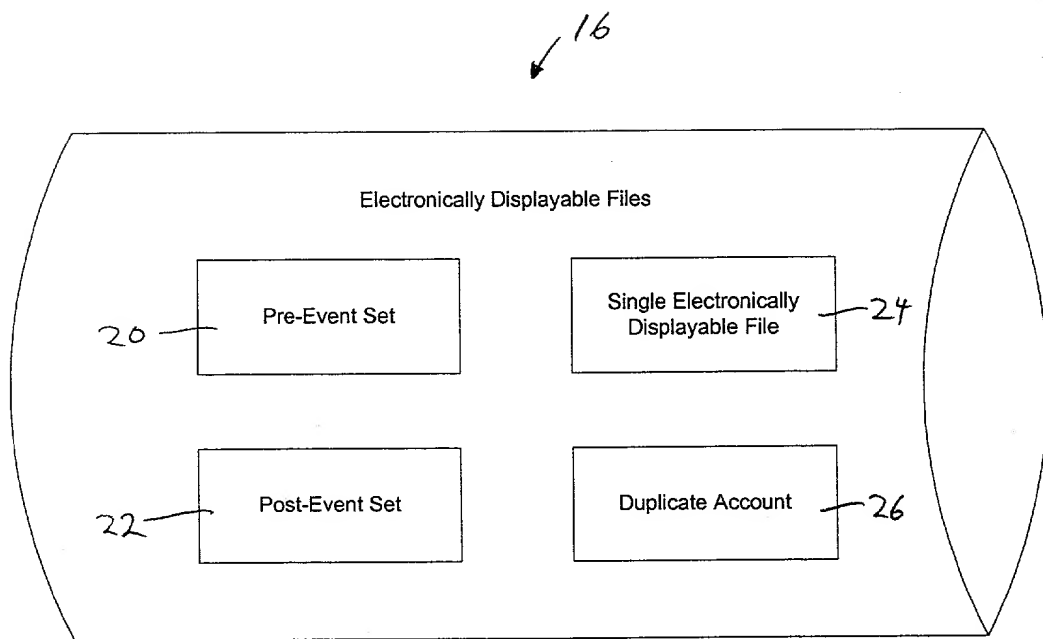 16
Electronically Displayable Files
Pre-Event Set
Single Electronically
Displayable File
20
24
Post-Event Set
Duplicate Account
22
26